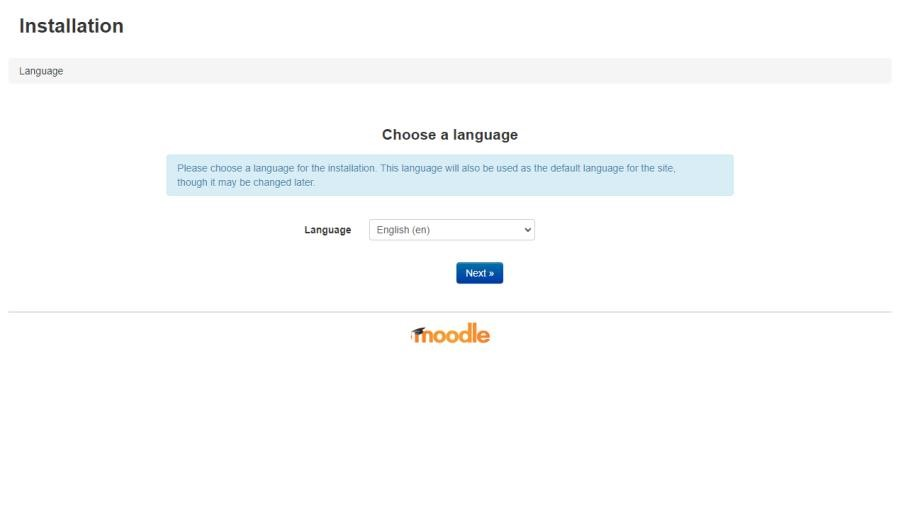 Installation
Language
Choose a language
Please choose a language for the installation. This language will also be used as the default language for the site,
though it may be changed later.
Language English (en)
Next »
moodle